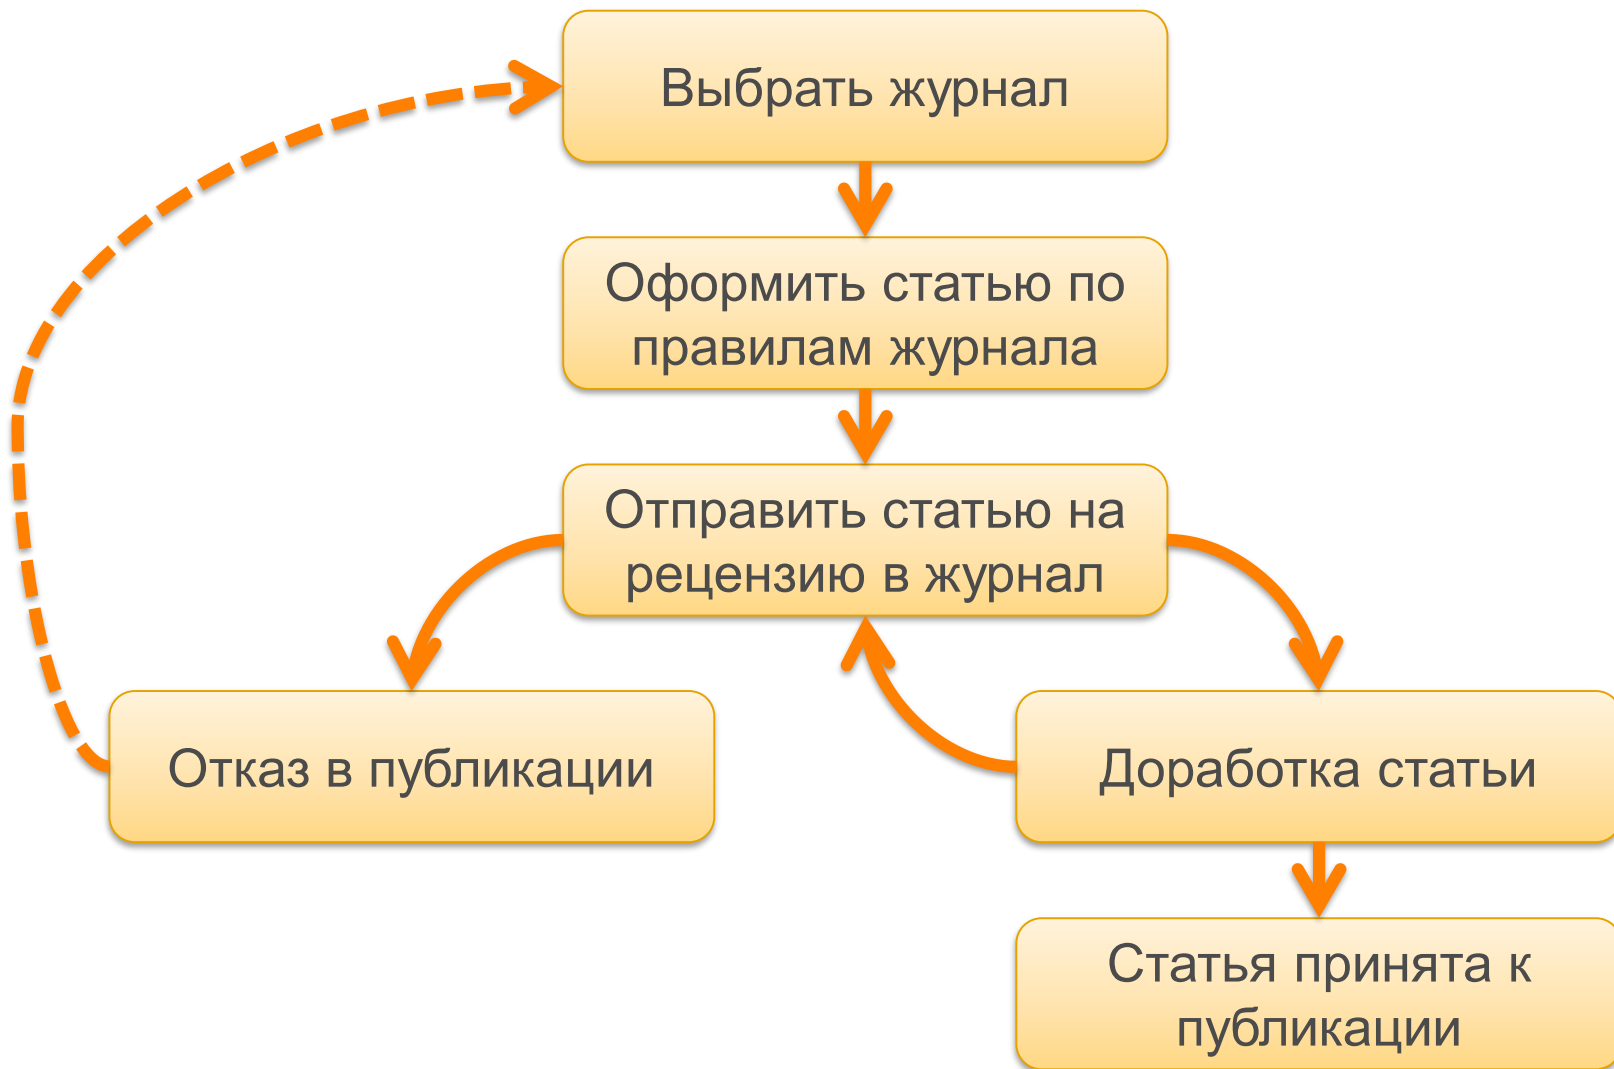 Выбрать журнал
Оформить статью по
правилам журнала
Отправить статью на
рецензию в журнал
Отказ в публикации
Доработка статьи
Статья принята к
публикации